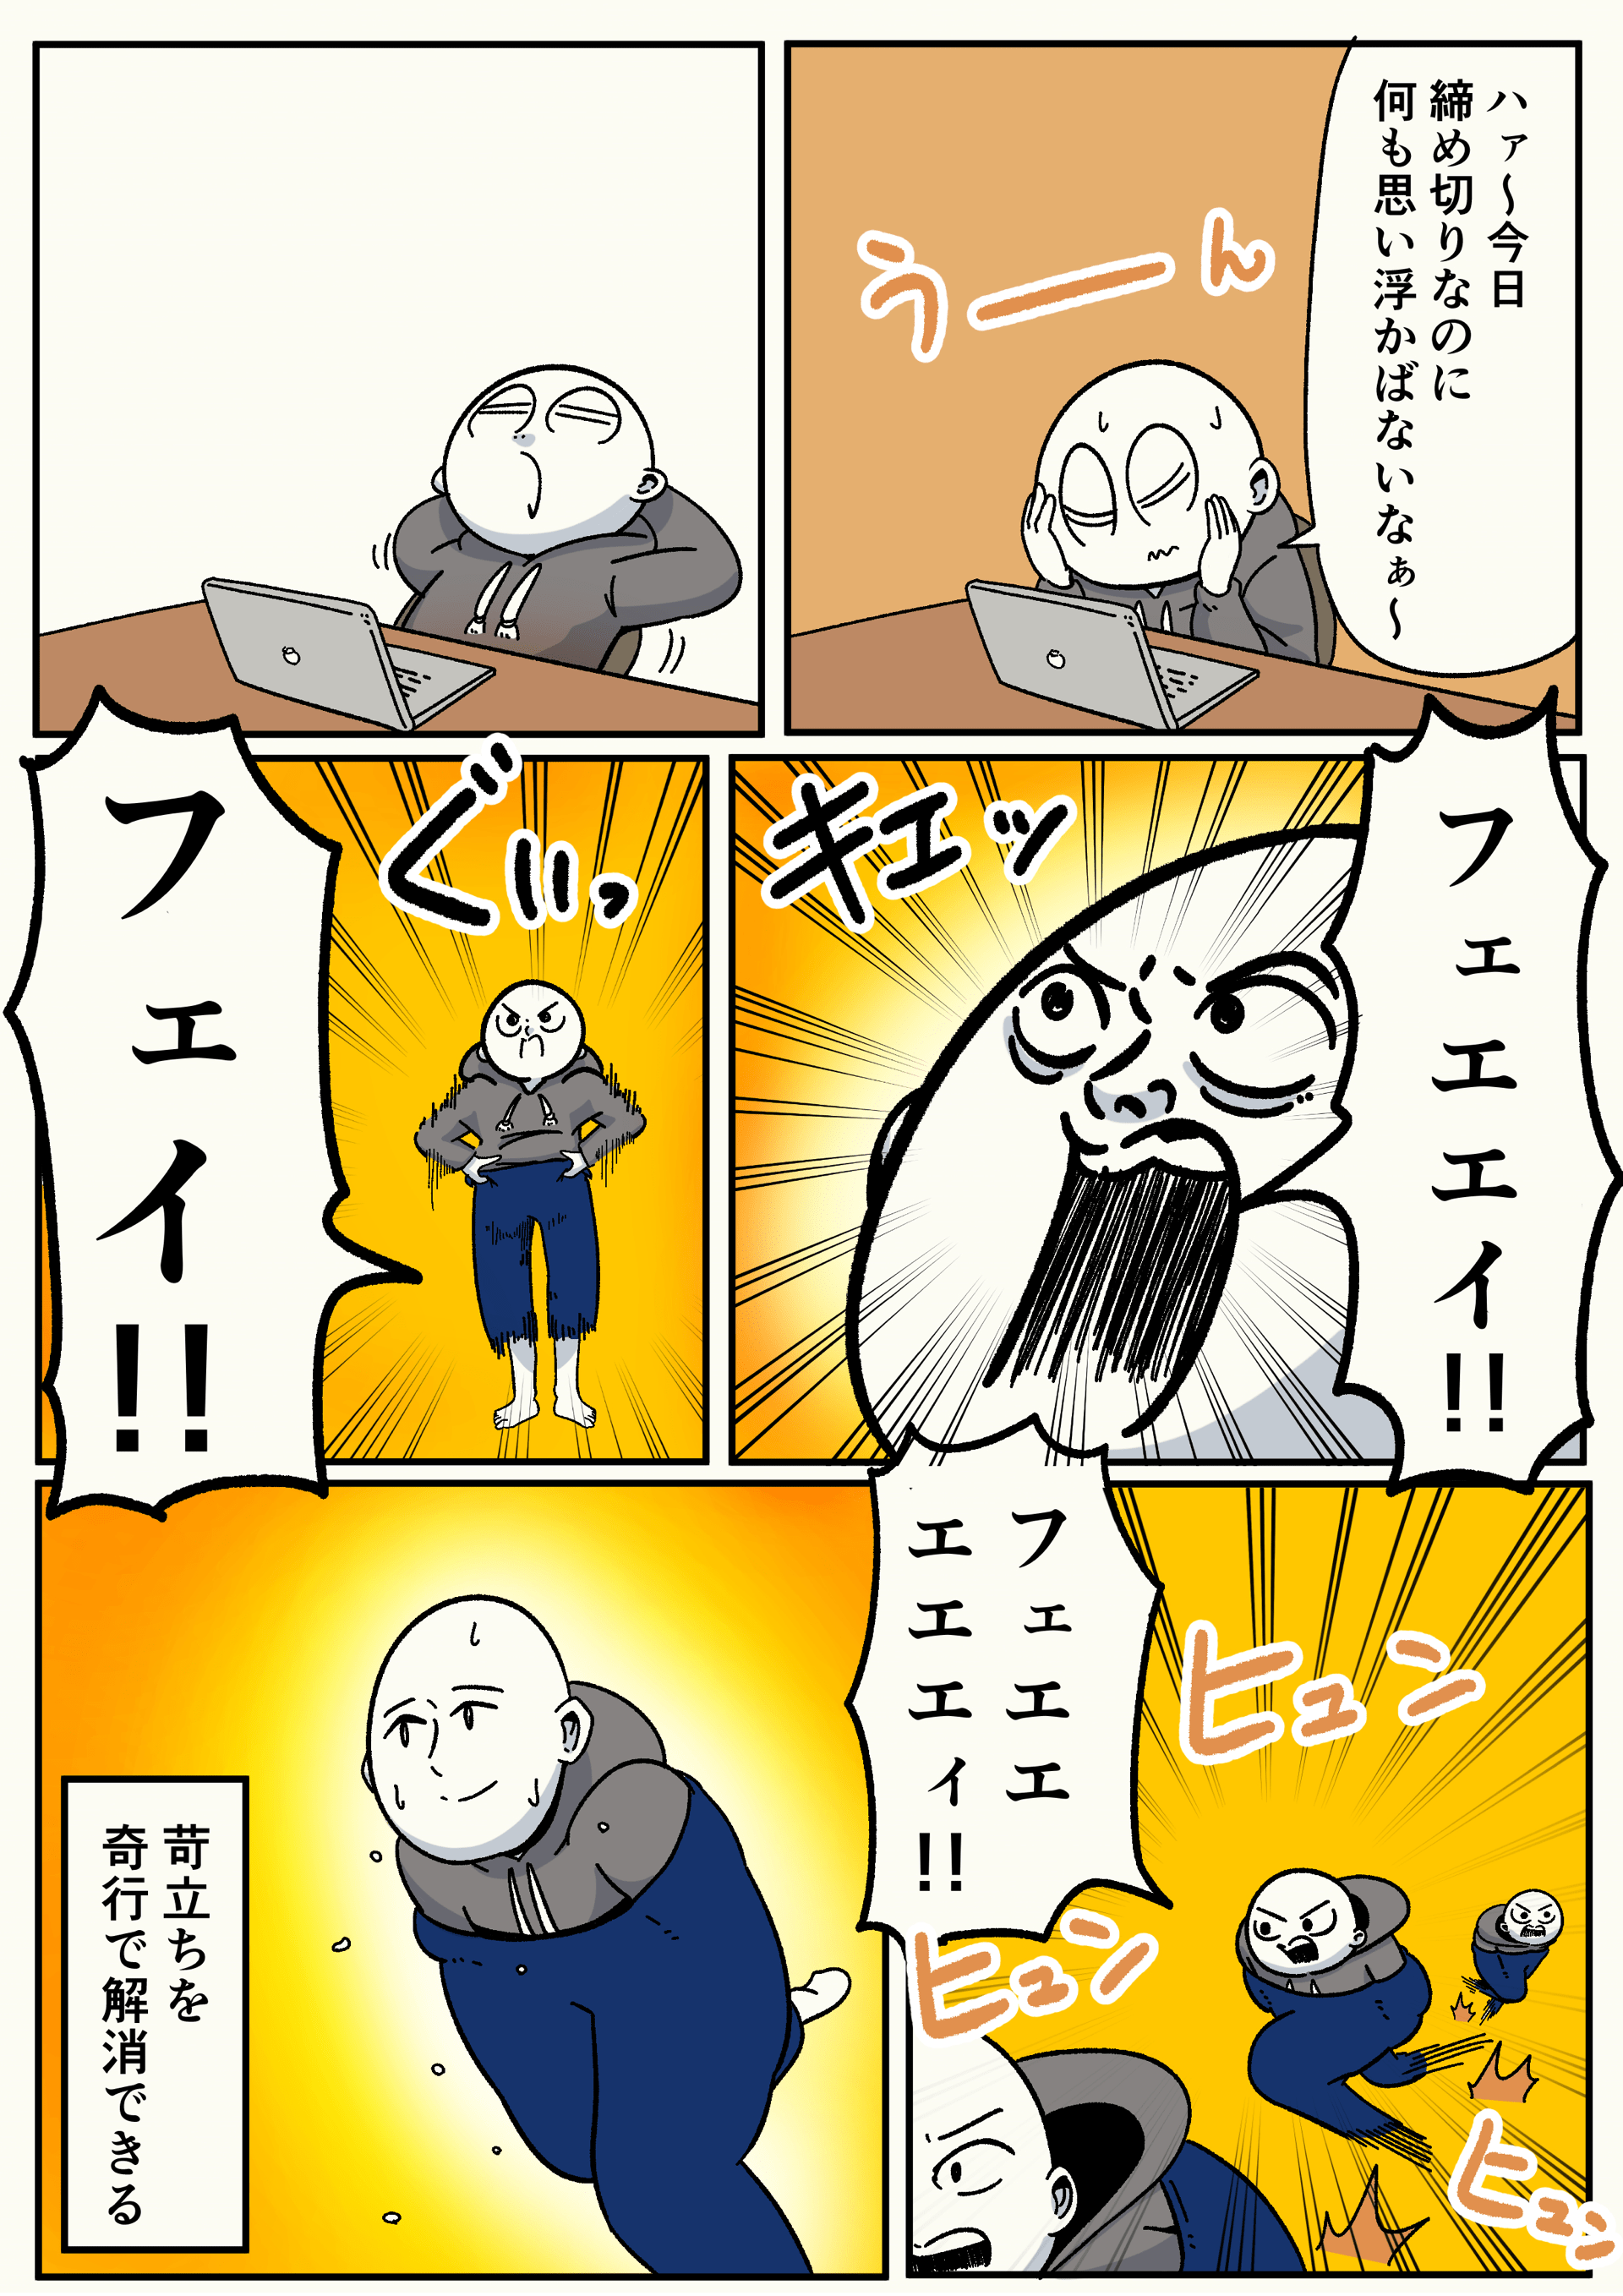 ハァ〜今日
締め切りなのに
何も思い浮かばないなぁ〜
うーん
フェエエイ!!
キエッ
ぐいっ
フェイ!!
フェエエ
エエエィ!!
ヒュン
ヒュン
ヒュン
苛立ちを
奇行で解消できる